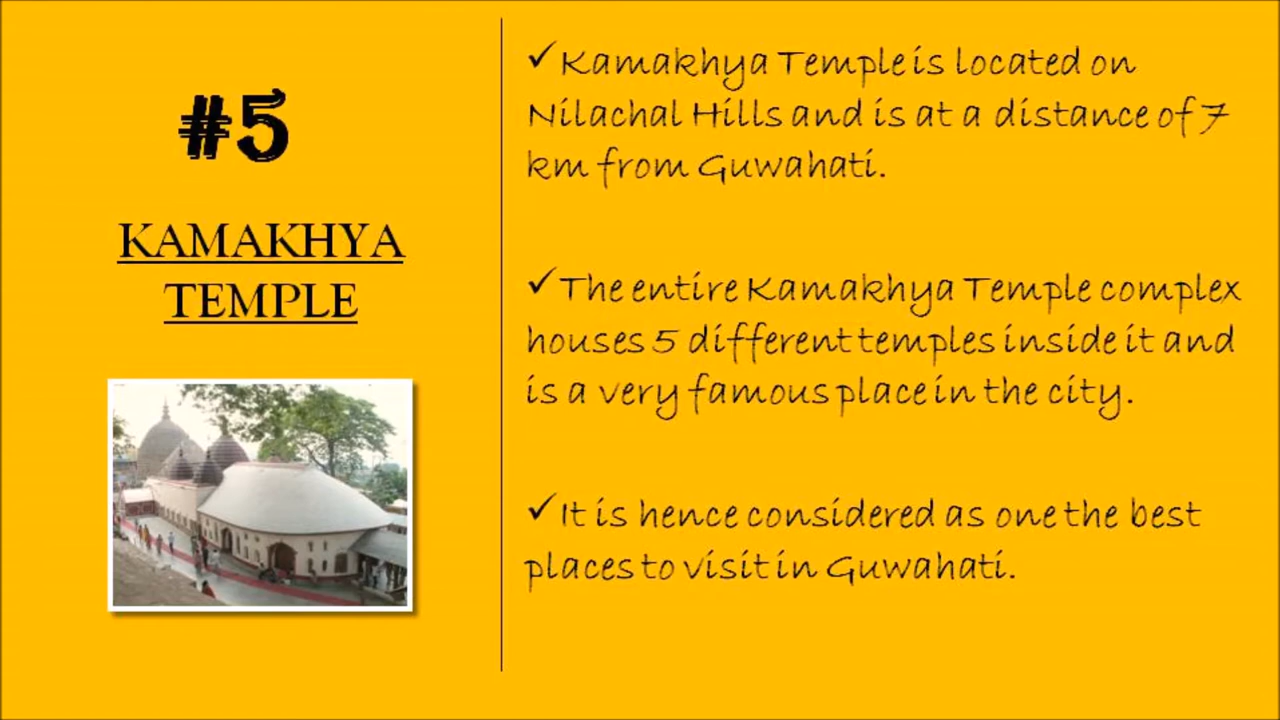 #5
KAMAKHYA
TEMPLE
✓Kamakhya Temple is located on
Nilachal Hills and is at a distance of 7
km from Guwahati.
✓The entire Kamakhya Temple complex
houses 5 different temples inside it and
is a very famous place in the city.
✓It is hence considered as one the best
places to visit in Guwahati.